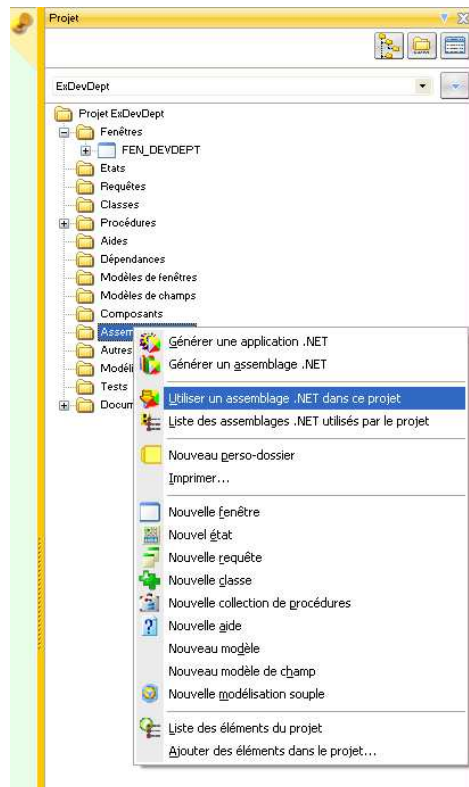 Projet
ExDevDept
Projet ExDevDept
Fenêtres
FEN_DEVDEPT
Etats
Requêtes
Classes
Procédures
Aides
Dépendances
Modèles de fenêtres
Modèles de champs
Composants
Assem
Autres
Modéli
Tests
Docum
Générer une application .NET
Générer un assemblage .NET
Utiliser un assemblage .NET dans ce projet
Liste des assemblages .NET utilisés par le projet
Nouveau perso-dossier
Imprimer...
Nouvelle fenêtre
Nouvel état
Nouvelle requête
Nouvelle classe
Nouvelle collection de procédures
Nouvelle aide
Nouveau modèle
Nouveau modèle de champ
Nouvelle modélisation souple
Liste des éléments du projet
Ajouter des éléments dans le projet...